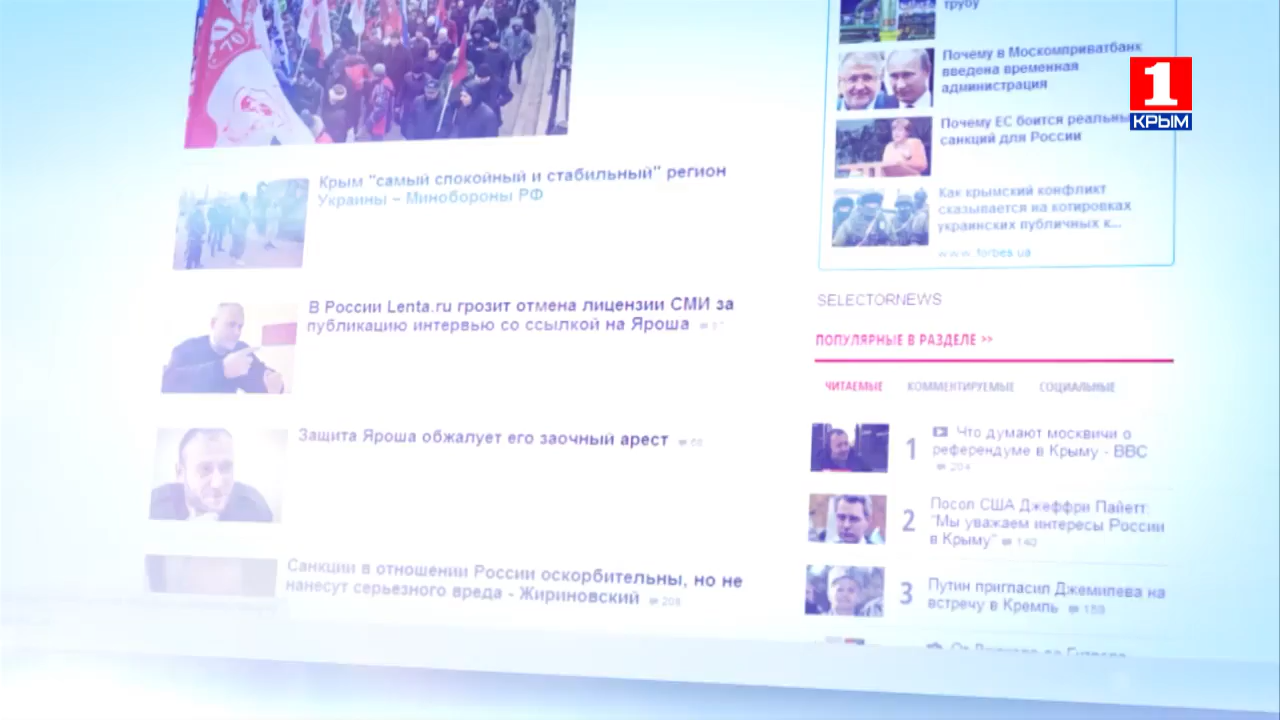 70
Крым "самый спокойный и стабильный" регион
Украины – Минобороны РФ
В России Lenta.ru грозит отмена лицензии СМИ за
публикацию интервью со ссылкой на Яроша
Защита Яроша обжалует его заочный арест
Санкции в отношении России оскорбительны, но не
нанесут серьезного вреда - Жириновский 208
трубу
Почему в Москомприватбанк
введена временная
администрация
Почему ЕС боится реальны
санкций для России
Как крымский конфликт
сказывается на котировках
украинских публичных к...
www.forbes.ua
SELECTORNEWS
ПОПУЛЯРНЫЕ В РАЗДЕЛЕ >>
ЧИТАЕМЫЕ КОММЕНТИРУЕМЫЕ СОЦИАЛЬНЫЕ
1 Что думают москвичи о
референдуме в Крыму - BBC
204
2 Посол США Джеффри Пайетт:
"Мы уважаем интересы России
в Крыму" 140
3 Путин пригласил Джемилева на
встречу в Кремль 159
1
КРЫМ